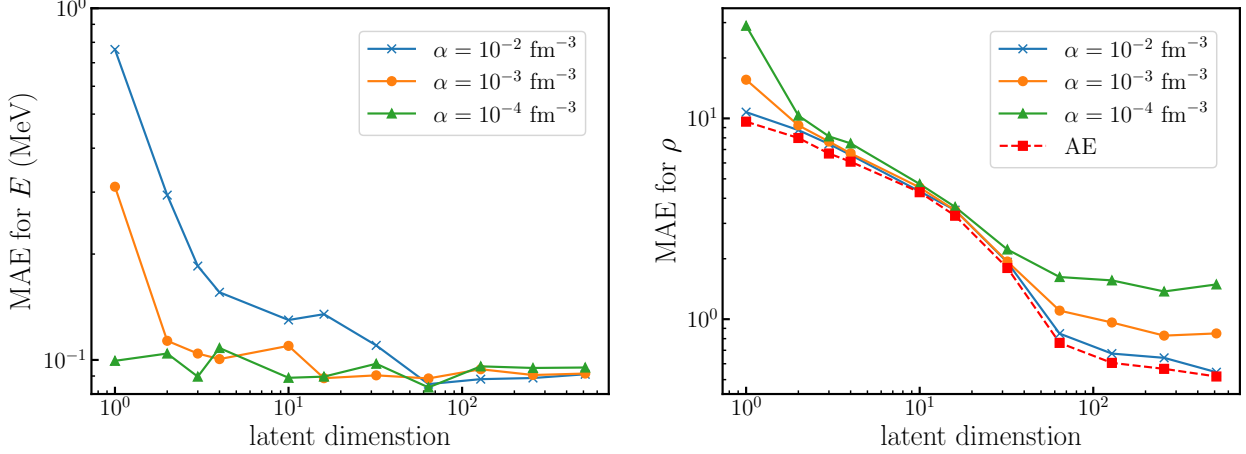 10⁰
10⁻¹
MAE for E (MeV)
α = 10⁻² fm⁻³
α = 10⁻³ fm⁻³
α = 10⁻⁴ fm⁻³
10⁰
10¹
10²
latent dimenstion
10¹
10⁰
MAE for ρ
α = 10⁻² fm⁻³
α = 10⁻³ fm⁻³
α = 10⁻⁴ fm⁻³
AE
10⁰
10¹
10²
latent dimenstion